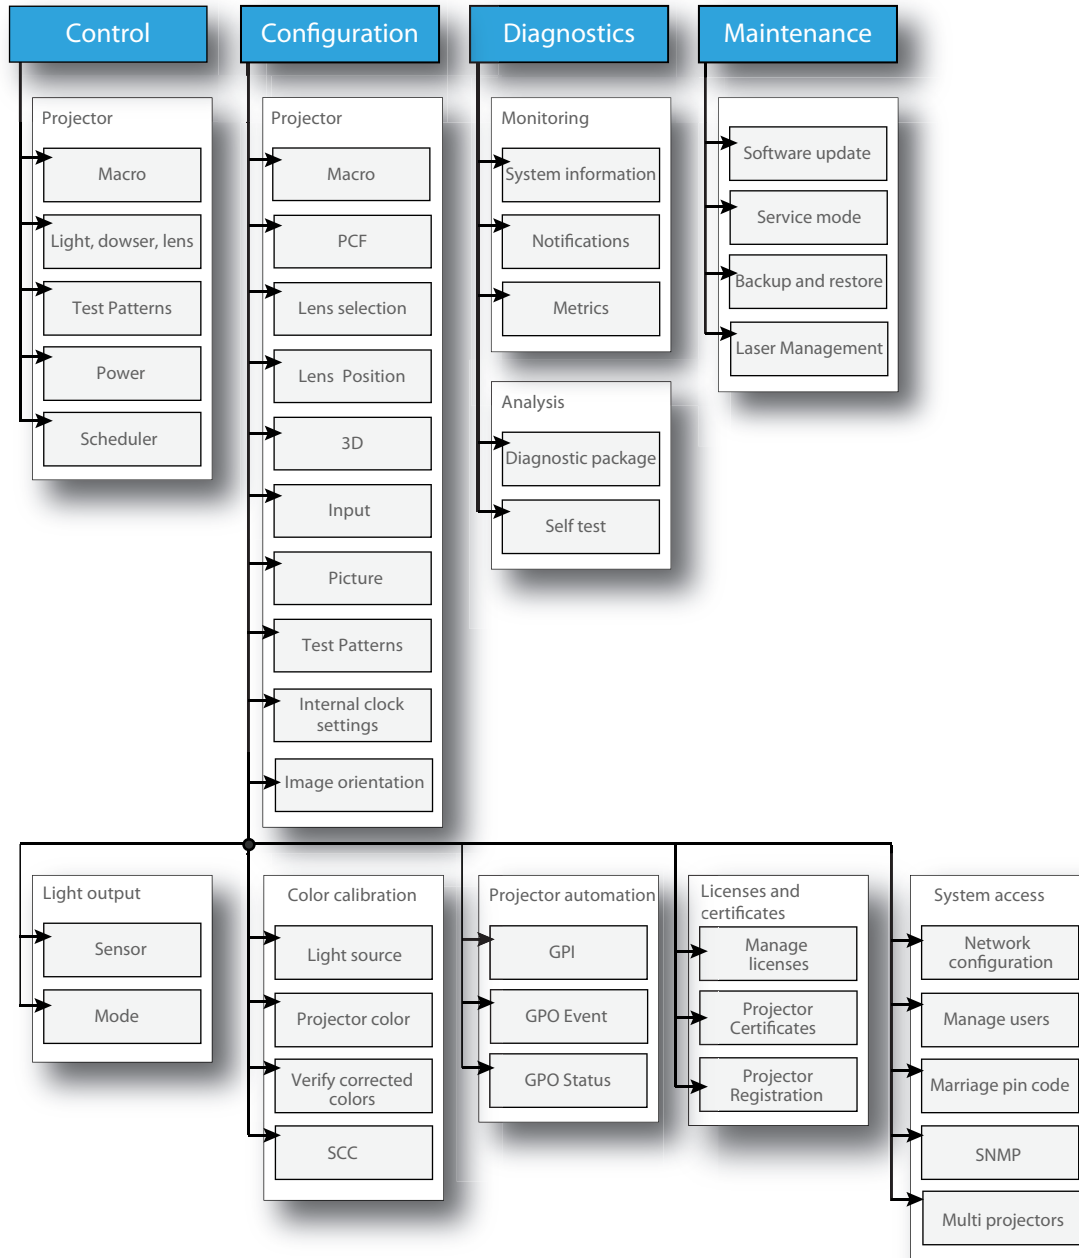 Control
Projector
Macro
Light, dowser, lens
Test Patterns
Power
Scheduler
Configuration
Projector
Macro
PCF
Lens selection
Lens Position
3D
Input
Picture
Test Patterns
Internal clock
settings
Image orientation
Diagnostics
Monitoring
System information
Notifications
Metrics
Analysis
Diagnostic package
Self test
Maintenance
Software update
Service mode
Backup and restore
Laser Management
Light output
Sensor
Mode
Color calibration
Light source
Projector color
Verify corrected
colors
SCC
Projector automation
GPI
GPO Event
GPO Status
Licenses and
certificates
Manage
licenses
Projector
Certificates
Projector
Registration
System access
Network
configuration
Manage users
Marriage pin code
SNMP
Multi projectors